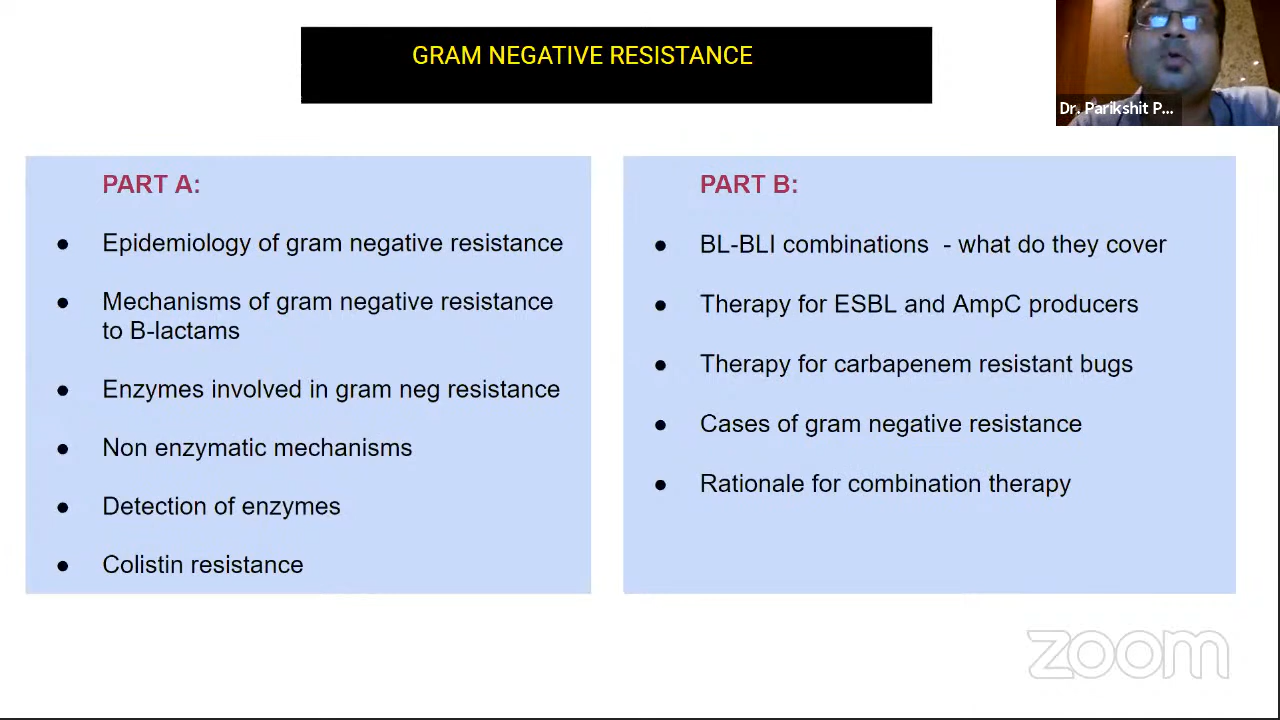 GRAM NEGATIVE RESISTANCE
Dr. Parikshit P...
PART A:
● Epidemiology of gram negative resistance
● Mechanisms of gram negative resistance
to B-lactams
● Enzymes involved in gram neg resistance
● Non enzymatic mechanisms
● Detection of enzymes
● Colistin resistance
PART B:
● BL-BLI combinations - what do they cover
● Therapy for ESBL and AmpC producers
● Therapy for carbapenem resistant bugs
● Cases of gram negative resistance
● Rationale for combination therapy
zoom